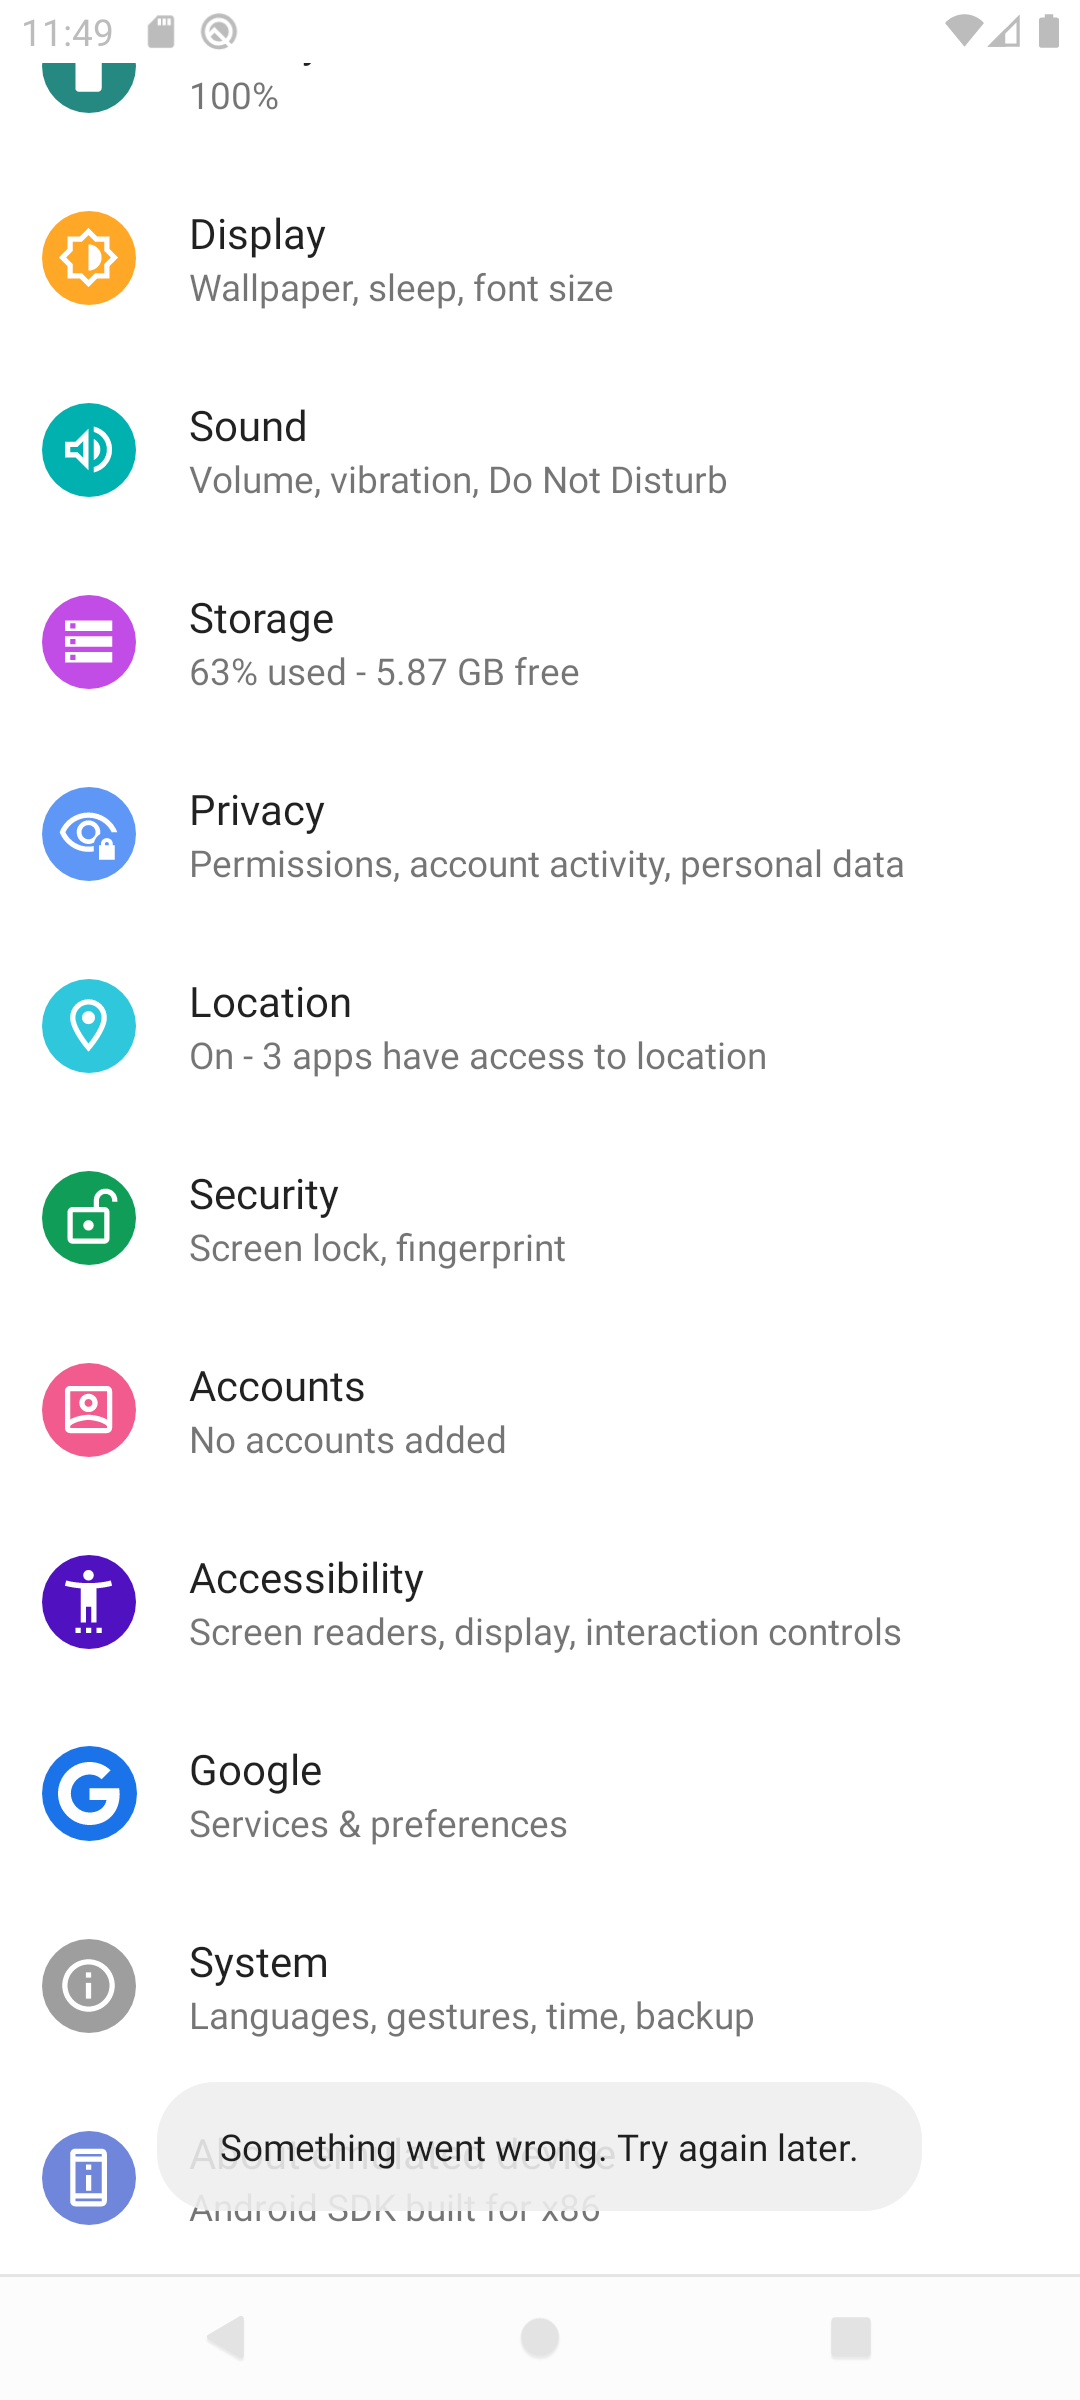 11:49
100%
Display
Wallpaper, sleep, font size
Sound
Volume, vibration, Do Not Disturb
Storage
63% used - 5.87 GB free
Privacy
Permissions, account activity, personal data
Location
On - 3 apps have access to location
Security
Screen lock, fingerprint
Accounts
No accounts added
Accessibility
Screen readers, display, interaction controls
Google
Services & preferences
System
Languages, gestures, time, backup
About emulated device
Something went wrong. Try again later.
Android SDK built for x86